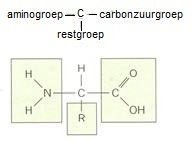 aminogroep — C — carbonzuurgroep
restgroep
H H O
N — C — C
H R OH